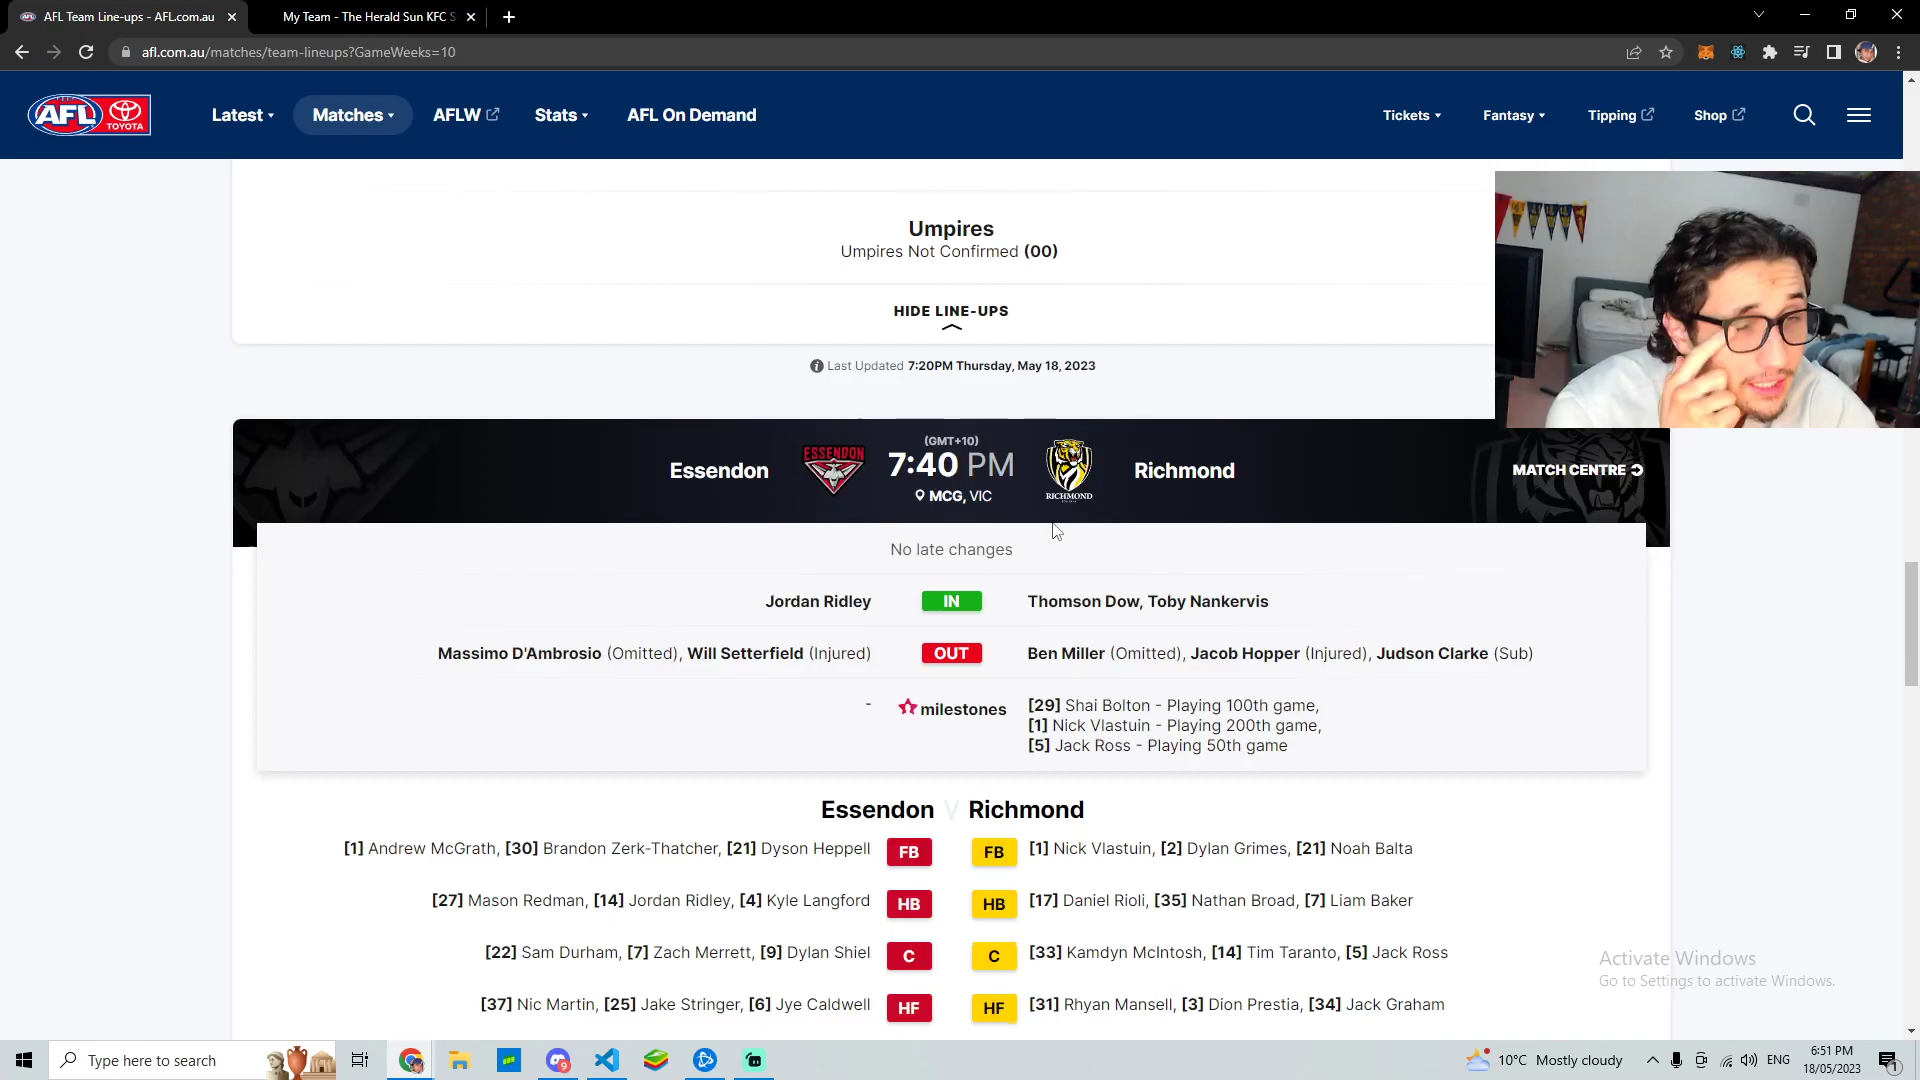 AFL Team Line-ups - AFL.com.au
My Team - The Herald Sun KFC S
afl.com.au/matches/team-lineups?GameWeeks=10
AFL TOYOTA
Latest
Matches
AFLW
Stats
AFL On Demand
Tickets
Fantasy
Tipping
Shop
Umpires
Umpires Not Confirmed (00)
HIDE LINE-UPS
Last Updated 7:20PM Thursday, May 18, 2023
Essendon
ESSENDON
(GMT+10)
7:40 PM
MCG, VIC
RICHMOND
Richmond
MATCH CENTRE
No late changes
Jordan Ridley IN Thomson Dow, Toby Nankervis
Massimo D'Ambrosio (Omitted), Will Setterfield (Injured) OUT Ben Miller (Omitted), Jacob Hopper (Injured), Judson Clarke (Sub)
- milestones [29] Shai Bolton - Playing 100th game,
[1] Nick Vlastuin - Playing 200th game,
[5] Jack Ross - Playing 50th game
Essendon V Richmond
[1] Andrew McGrath, [30] Brandon Zerk-Thatcher, [21] Dyson Heppell FB FB [1] Nick Vlastuin, [2] Dylan Grimes, [21] Noah Balta
[27] Mason Redman, [14] Jordan Ridley, [4] Kyle Langford HB HB [17] Daniel Rioli, [35] Nathan Broad, [7] Liam Baker
[22] Sam Durham, [7] Zach Merrett, [9] Dylan Shiel C C [33] Kamdyn McIntosh, [14] Tim Taranto, [5] Jack Ross
[37] Nic Martin, [25] Jake Stringer, [6] Jye Caldwell HF HF [31] Rhyan Mansell, [3] Dion Prestia, [34] Jack Graham
Activate Windows
Go to Settings to activate Windows.
Type here to search
9
10°C Mostly cloudy
ENG
6:51 PM
18/05/2023
1